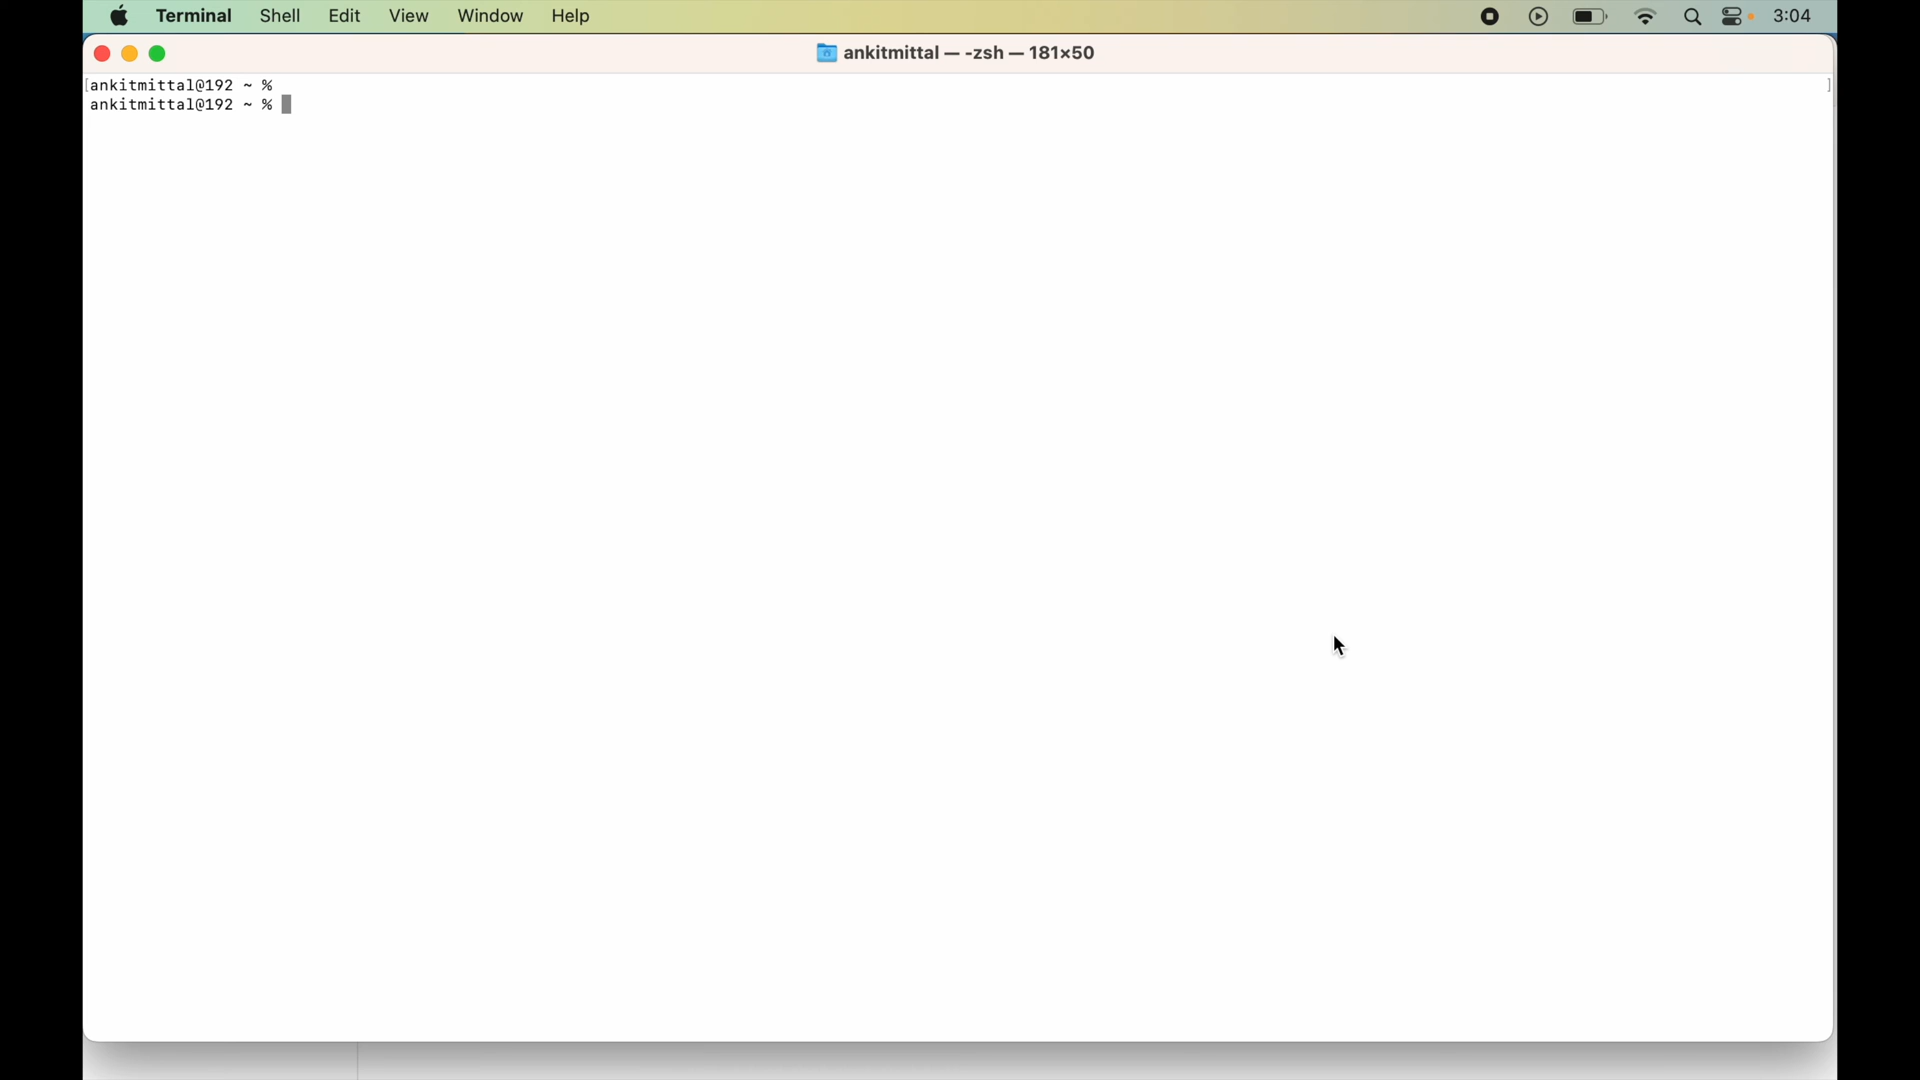 Terminal Shell Edit View Window Help 3:04
ankitmittal — -zsh — 181×50
[ankitmittal@192 ~ % ]
ankitmittal@192 ~ %